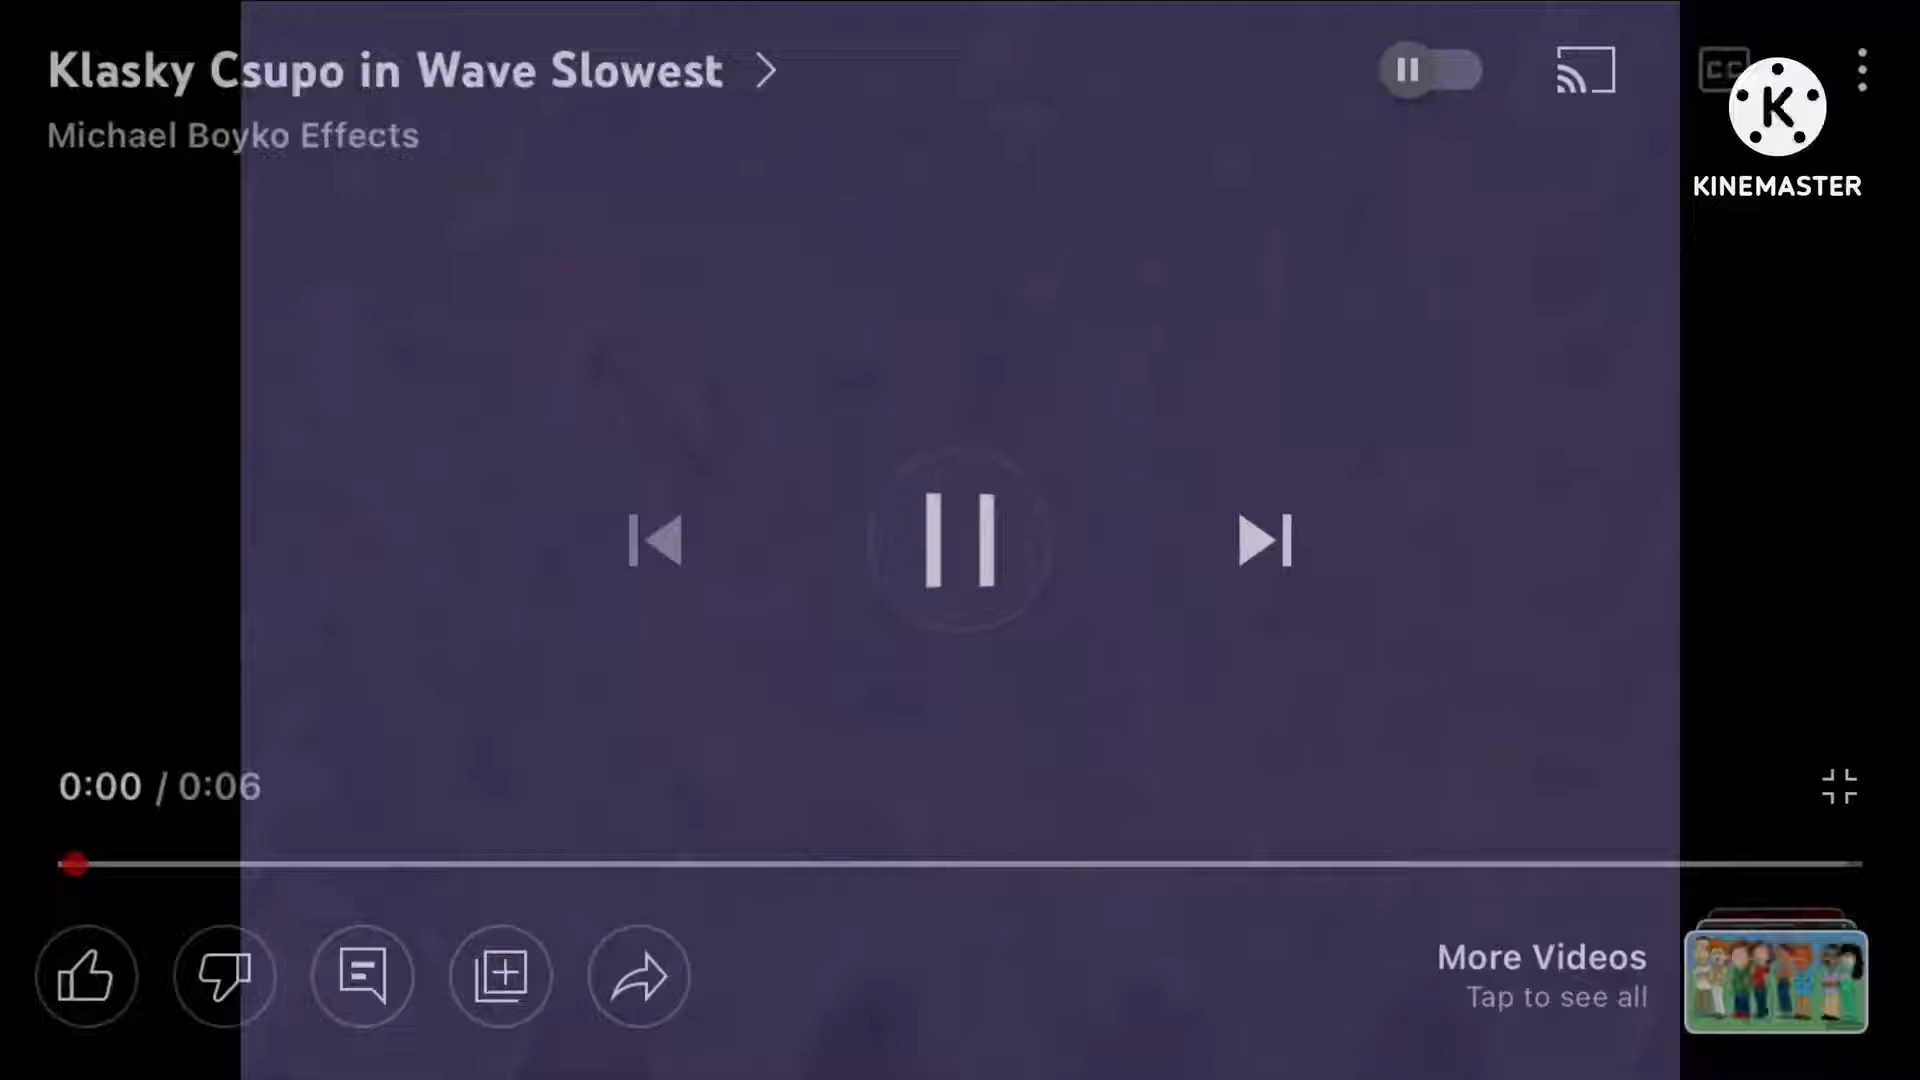 Klasky Csupo in Wave Slowest
Michael Boyko Effects
CC
K
KINEMASTER
0:00 / 0:06
More Videos
Tap to see all